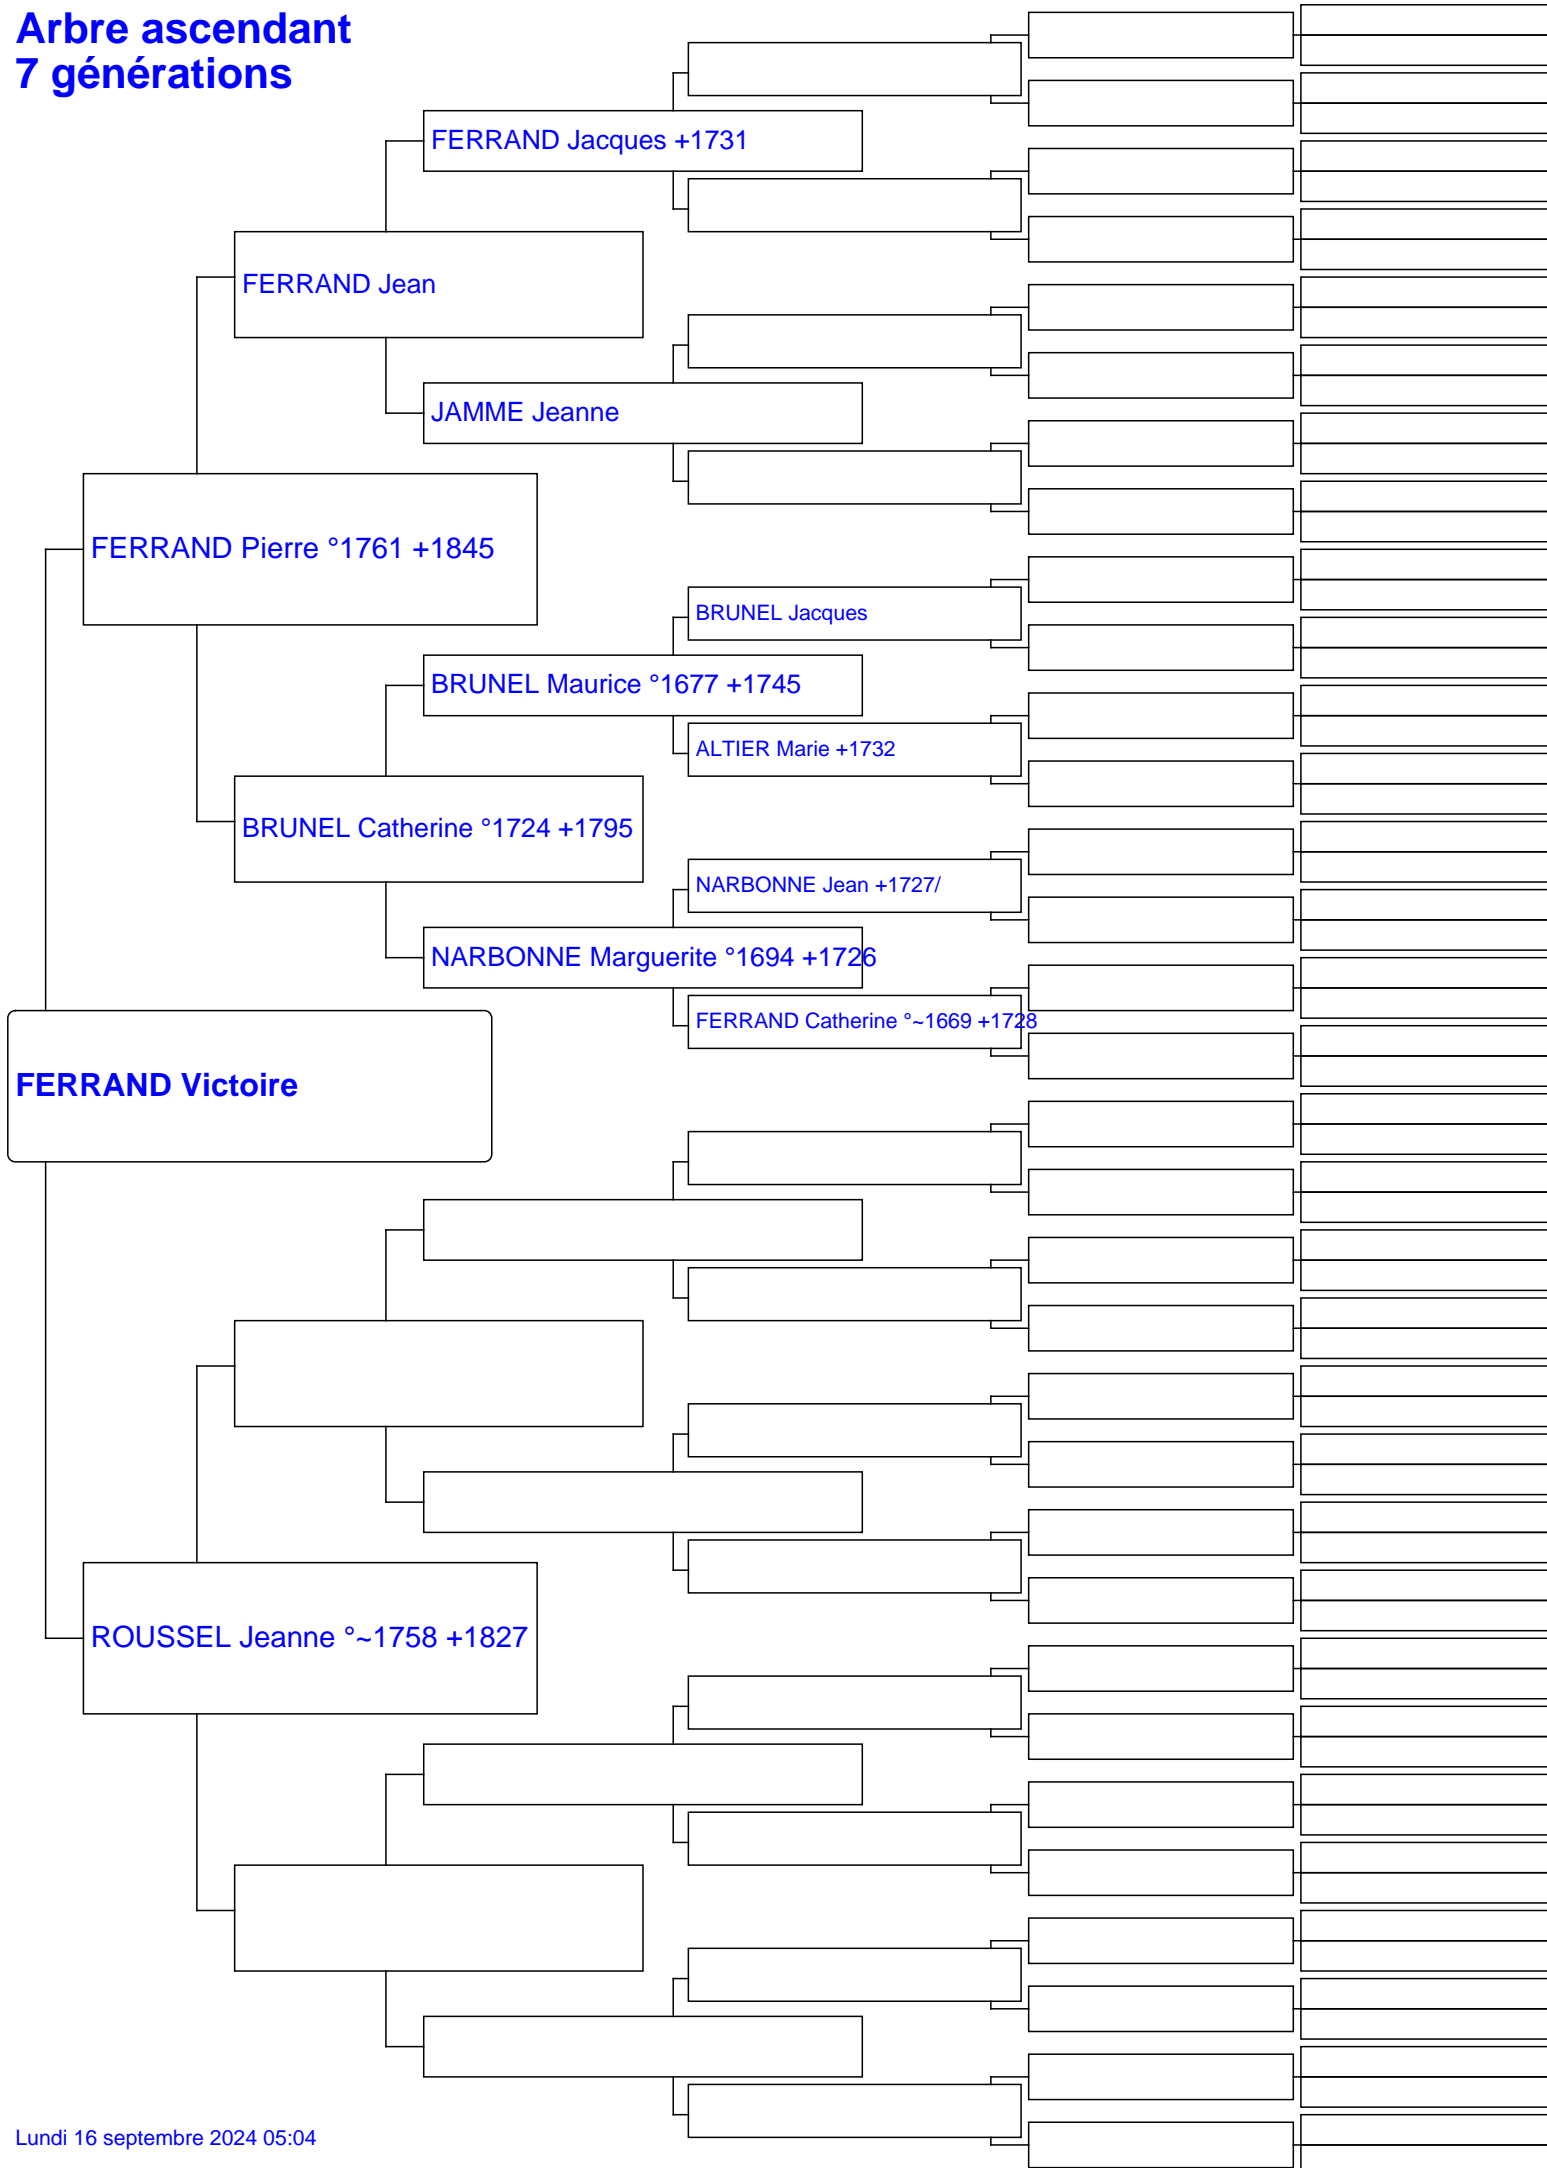 Arbre ascendant
7 générations
FERRAND Jacques +1731
FERRAND Jean
JAMME Jeanne
FERRAND Pierre °1761 +1845
BRUNEL Jacques
BRUNEL Maurice °1677 +1745
ALTIER Marie +1732
BRUNEL Catherine °1724 +1795
NARBONNE Jean +1727/
NARBONNE Marguerite °1694 +1726
FERRAND Catherine °~1669 +1728
FERRAND Victoire
ROUSSEL Jeanne °~1758 +1827
Lundi 16 septembre 2024 05:04